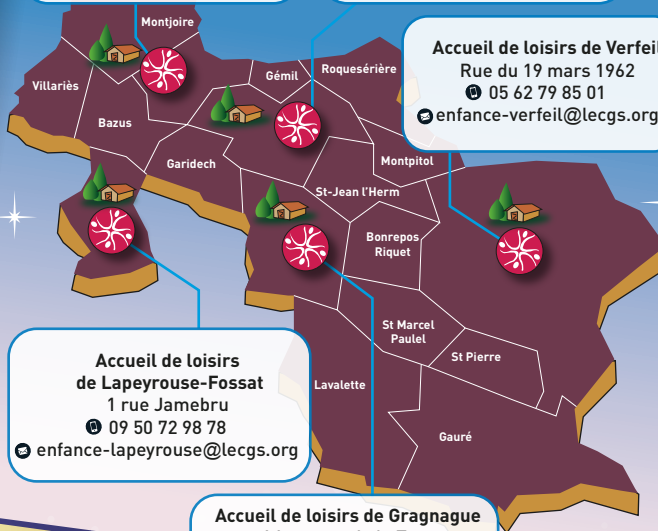 Montjoire
Accueil de loisirs de Verfeil
Rue du 19 mars 1962
05 62 79 85 01
enfance-verfeil@lecgs.org
Roquesérière
Gémil
Villariès
Bazus
Garidech
Montpitol
St-Jean l’Herm
Bonrepos
Riquet
St Marcel
Paulel
St Pierre
Lavalette
Gauré
Accueil de loisirs
de Lapeyrouse-Fossat
1 rue Jamebru
09 50 72 98 78
enfance-lapeyrouse@lecgs.org
Accueil de loisirs de Gragnague